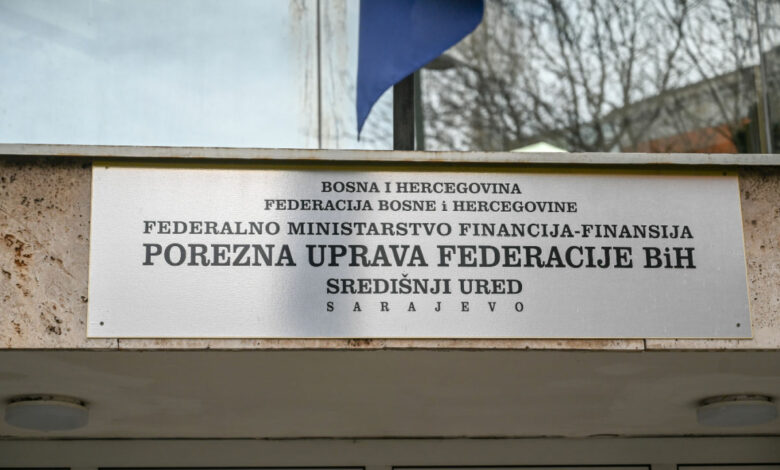 BOSNA I HERCEGOVINA
FEDERACIJA BOSNE i HERCEGOVINE
FEDERALNO MINISTARSTVO FINANCIJA-FINANSIJA
POREZNA UPRAVA FEDERACIJE BiH
SREDIŠNJI URED
SARAJEVO